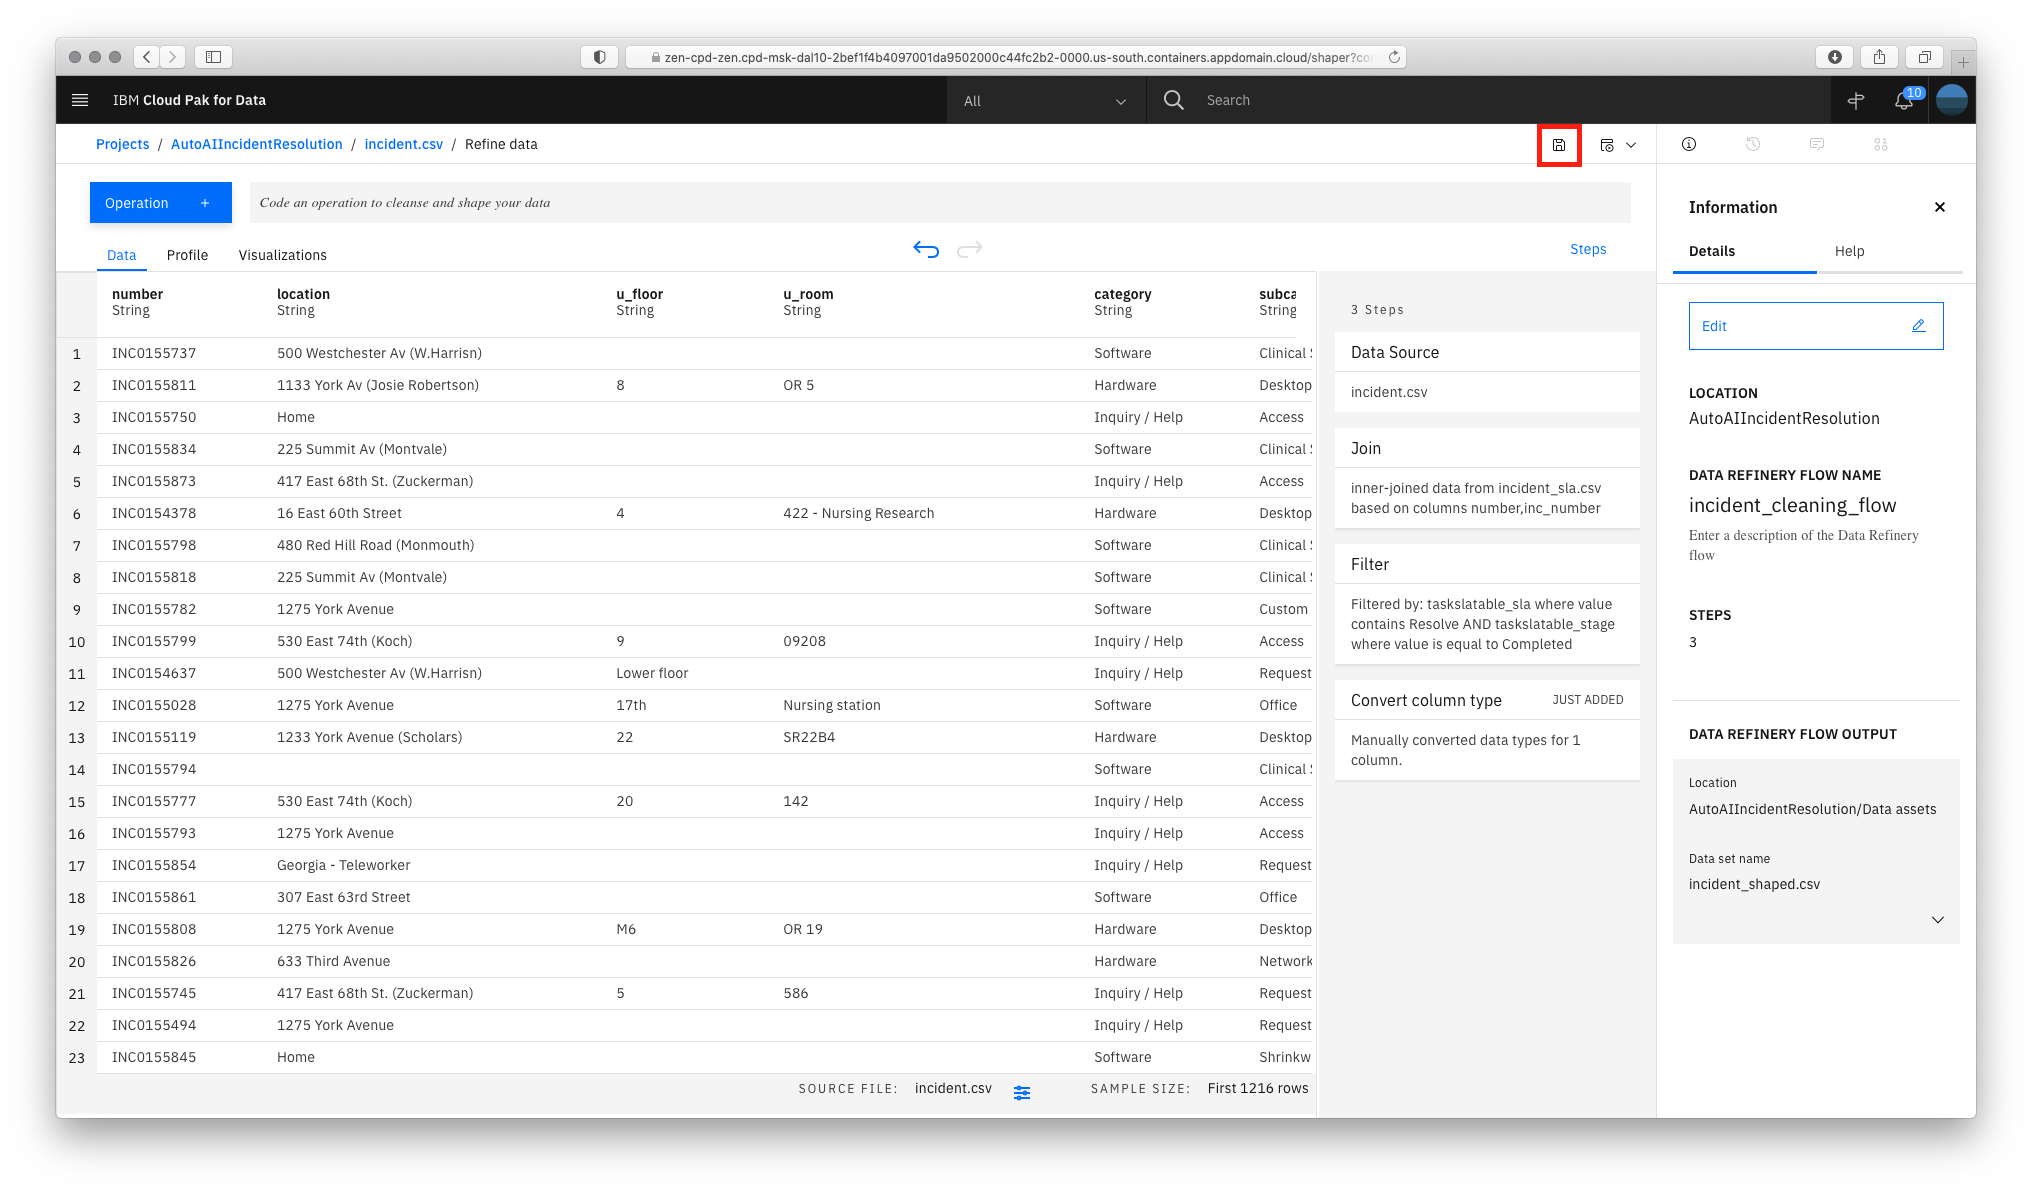 zen-cpd-zen.cpd-msk-dal10-2bef1f4b4097001da9502000c44fc2b2-0000.us-south.containers.appdomain.cloud/shaper?co
IBM Cloud Pak for Data
All
Search
10
Projects / AutoAIIncidentResolution / incident.csv / Refine data
Operation +
Code an operation to cleanse and shape your data
Data Profile Visualizations
Steps
number location u_floor u_room category subca
String String String String String String
1 INC0155737 500 Westchester Av (W.Harrisn) Software Clinical
2 INC0155811 1133 York Av (Josie Robertson) 8 OR 5 Hardware Desktop
3 INC0155750 Home Inquiry / Help Access
4 INC0155834 225 Summit Av (Montvale) Software Clinical
5 INC0155873 417 East 68th St. (Zuckerman) Inquiry / Help Access
6 INC0154378 16 East 60th Street 4 422 - Nursing Research Hardware Desktop
7 INC0155798 480 Red Hill Road (Monmouth) Software Clinical
8 INC0155818 225 Summit Av (Montvale) Software Clinical
9 INC0155782 1275 York Avenue Software Custom
10 INC0155799 530 East 74th (Koch) 9 09208 Inquiry / Help Access
11 INC0154637 500 Westchester Av (W.Harrisn) Lower floor Inquiry / Help Request
12 INC0155028 1275 York Avenue 17th Nursing station Software Office
13 INC0155119 1233 York Avenue (Scholars) 22 SR22B4 Hardware Desktop
14 INC0155794 Software Clinical
15 INC0155777 530 East 74th (Koch) 20 142 Inquiry / Help Access
16 INC0155793 1275 York Avenue Inquiry / Help Access
17 INC0155854 Georgia - Teleworker Inquiry / Help Request
18 INC0155861 307 East 63rd Street Software Office
19 INC0155808 1275 York Avenue M6 OR 19 Hardware Desktop
20 INC0155826 633 Third Avenue Hardware Network
21 INC0155745 417 East 68th St. (Zuckerman) 5 586 Inquiry / Help Request
22 INC0155494 1275 York Avenue Inquiry / Help Request
23 INC0155845 Home Software Shrinkw
SOURCE FILE: incident.csv SAMPLE SIZE: First 1216 rows
3 Steps
Data Source
incident.csv
Join
inner-joined data from incident_sla.csv
based on columns number,inc_number
Filter
Filtered by: taskslatable_sla where value
contains Resolve AND taskslatable_stage
where value is equal to Completed
Convert column type JUST ADDED
Manually converted data types for 1
column.
Information
Details Help
Edit
LOCATION
AutoAIIncidentResolution
DATA REFINERY FLOW NAME
incident_cleaning_flow
Enter a description of the Data Refinery
flow
STEPS
3
DATA REFINERY FLOW OUTPUT
Location
AutoAIIncidentResolution/Data assets
Data set name
incident_shaped.csv